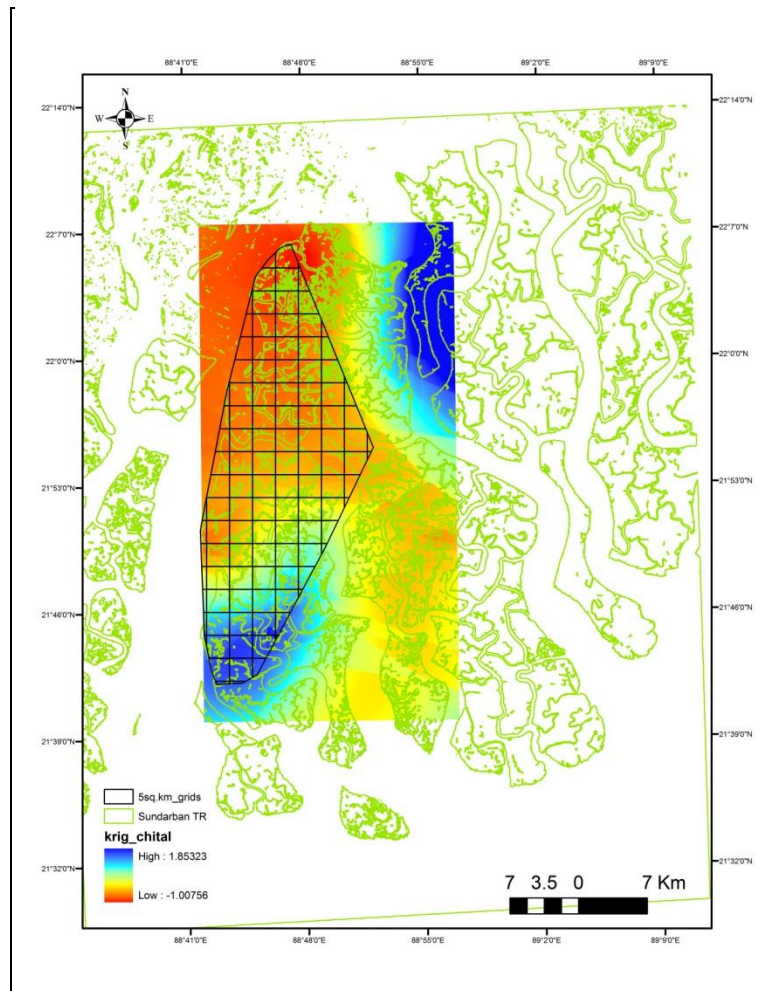 88°41'0"E 88°48'0"E 88°55'0"E 89°2'0"E 89°9'0"E
22°14'0"N 22°14'0"N
N
W E
S
22°7'0"N 22°7'0"N
22°0'0"N 22°0'0"N
21°53'0"N 21°53'0"N
21°46'0"N 21°46'0"N
21°39'0"N 21°39'0"N
5sq.km_grids
Sundarban TR
krig_chital
High : 1.85323
Low : -1.00756
21°32'0"N 21°32'0"N
7 3.5 0 7 Km
88°41'0"E 88°48'0"E 88°55'0"E 89°2'0"E 89°9'0"E